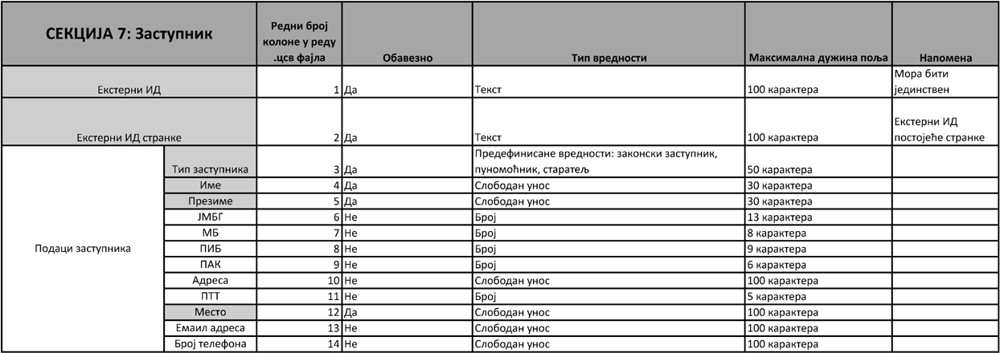 СЕКЦИЈА 7: Заступник Редни број колоне у реду .цсв фајла Обавезно Тип вредности Максимална дужина поља Напомена
Екстерни ИД 1 Да Текст 100 карактера Мора бити јединствен
Екстерни ИД странке 2 Да Текст 100 карактера Екстерни ИД постојеће странке
Подаци заступника
Тип заступника 3 Да Предефинисане вредности: законски заступник, пуномоћник, старатељ 50 карактера
Име 4 Да Слободан унос 30 карактера
Презиме 5 Да Слободан унос 30 карактера
ЈМБГ 6 Не Број 13 карактера
МБ 7 Не Број 8 карактера
ПИБ 8 Не Број 9 карактера
ПАК 9 Не Број 6 карактера
Адреса 10 Не Слободан унос 100 карактера
ПТТ 11 Не Број 5 карактера
Место 12 Да Слободан унос 100 карактера
Емаил адреса 13 Не Слободан унос 100 карактера
Број телефона 14 Не Слободан унос 100 карактера